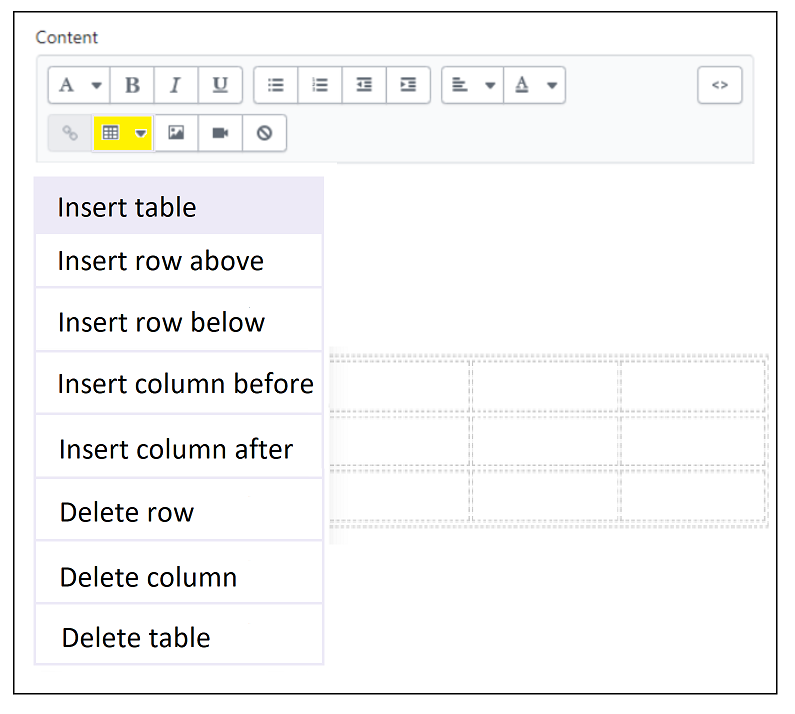 Content
A B I U A <>
Insert table
Insert row above
Insert row below
Insert column before
Insert column after
Delete row
Delete column
Delete table